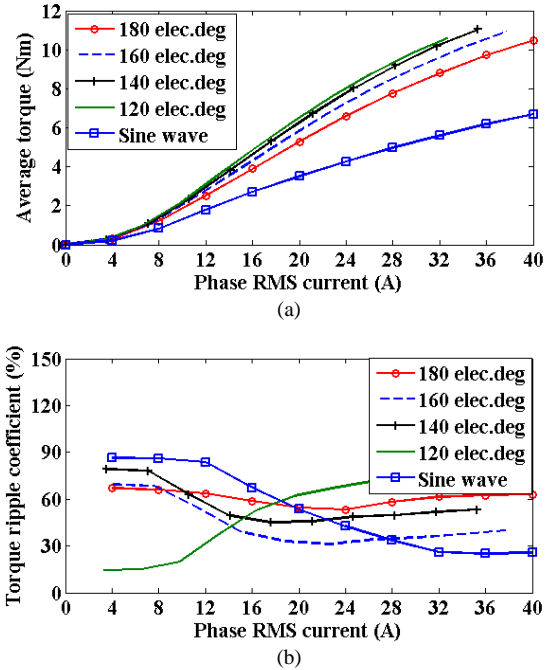 12
10
8
6
4
2
0
Average torque (Nm)
180 elec.deg
160 elec.deg
140 elec.deg
120 elec.deg
Sine wave
0 4 8 12 16 20 24 28 32 36 40
Phase RMS current (A)
(a)
150
120
90
60
30
0
Torque ripple coefficient (%)
180 elec.deg
160 elec.deg
140 elec.deg
120 elec.deg
Sine wave
0 4 8 12 16 20 24 28 32 36 40
Phase RMS current (A)
(b)